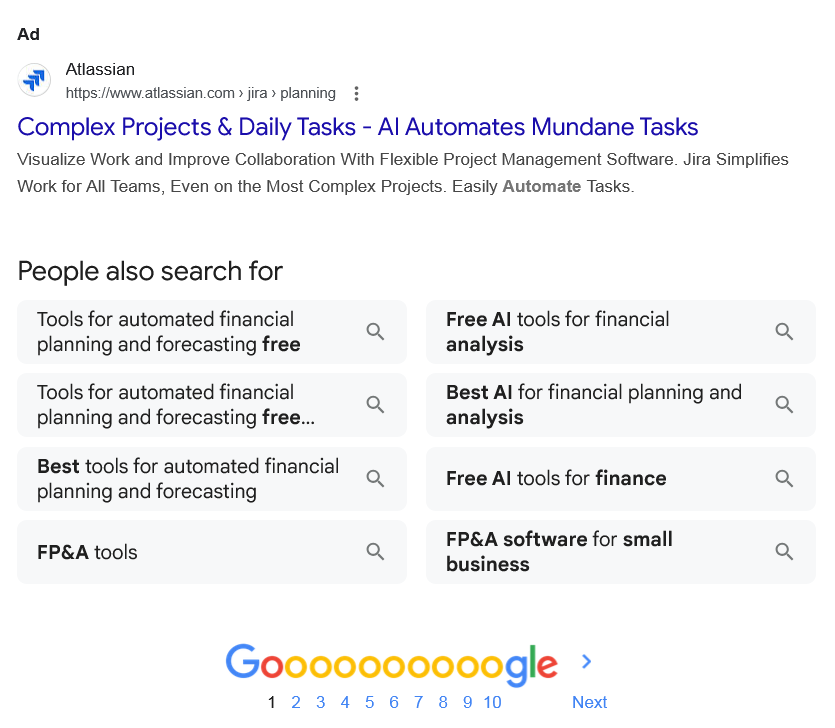 Ad
Atlassian
https://www.atlassian.com › jira › planning
Complex Projects & Daily Tasks - AI Automates Mundane Tasks
Visualize Work and Improve Collaboration With Flexible Project Management Software. Jira Simplifies
Work for All Teams, Even on the Most Complex Projects. Easily Automate Tasks.
People also search for
Tools for automated financial
planning and forecasting free
Free AI tools for financial
analysis
Tools for automated financial
planning and forecasting free...
Best AI for financial planning and
analysis
Best tools for automated financial
planning and forecasting
Free AI tools for finance
FP&A tools
FP&A software for small
business
Goooooooooogle
1 2 3 4 5 6 7 8 9 10 Next